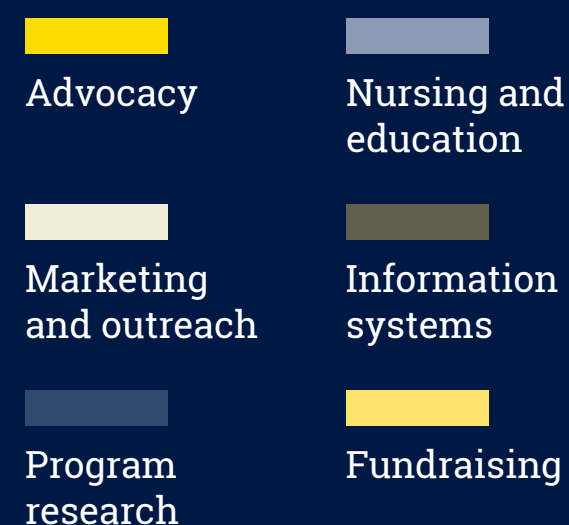 Advocacy
Nursing and
education
Marketing
and outreach
Information
systems
Program
research
Fundraising